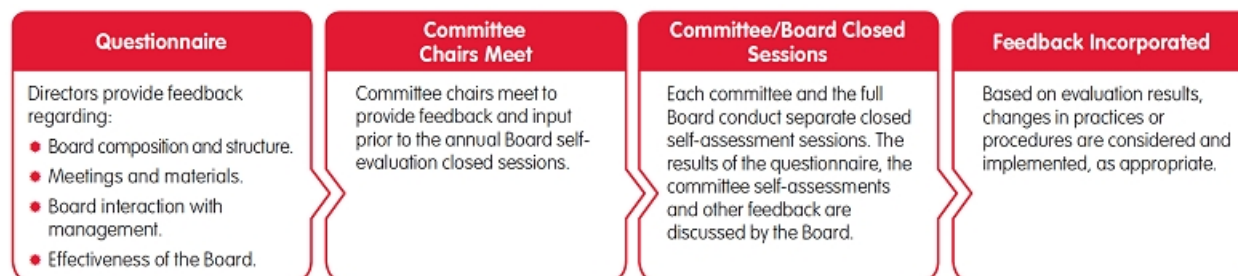 Questionnaire
Directors provide feedback
regarding:
Board composition and structure.
Meetings and materials.
Board interaction with
management.
Effectiveness of the Board.
Committee
Chairs Meet
Committee chairs meet to
provide feedback and input
prior to the annual Board self-
evaluation closed sessions.
Committee/Board Closed
Sessions
Each committee and the full
Board conduct separate closed
self-assessment sessions. The
results of the questionnaire, the
committee self-assessments
and other feedback are
discussed by the Board.
Feedback Incorporated
Based on evaluation results,
changes in practices or
procedures are considered and
implemented, as appropriate.